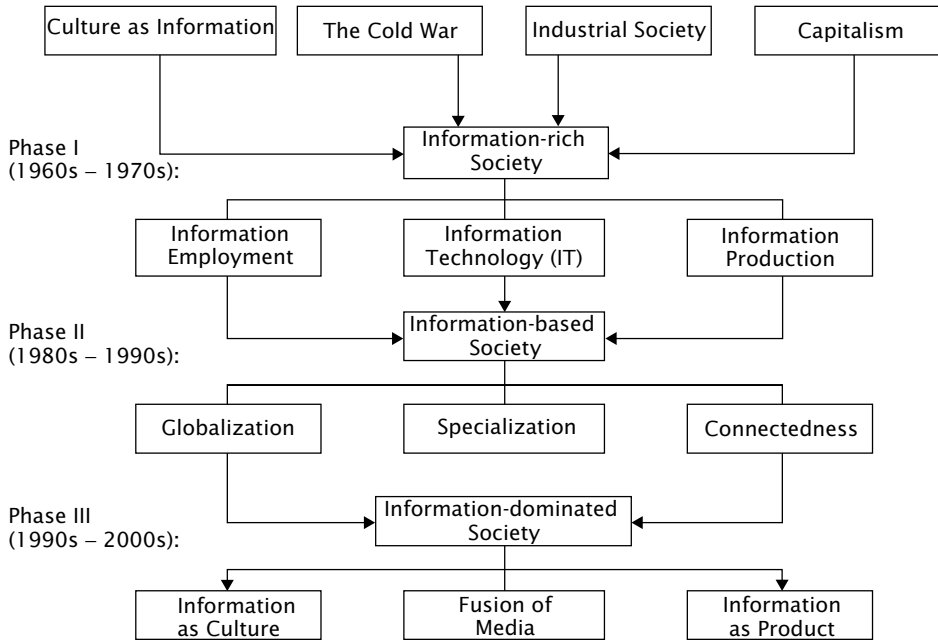 Culture as Information
The Cold War
Industrial Society
Capitalism
Phase I
(1960s – 1970s):
Information-rich
Society
Information
Employment
Information
Technology (IT)
Information
Production
Phase II
(1980s – 1990s):
Information-based
Society
Globalization
Specialization
Connectedness
Phase III
(1990s – 2000s):
Information-dominated
Society
Information
as Culture
Fusion of
Media
Information
as Product